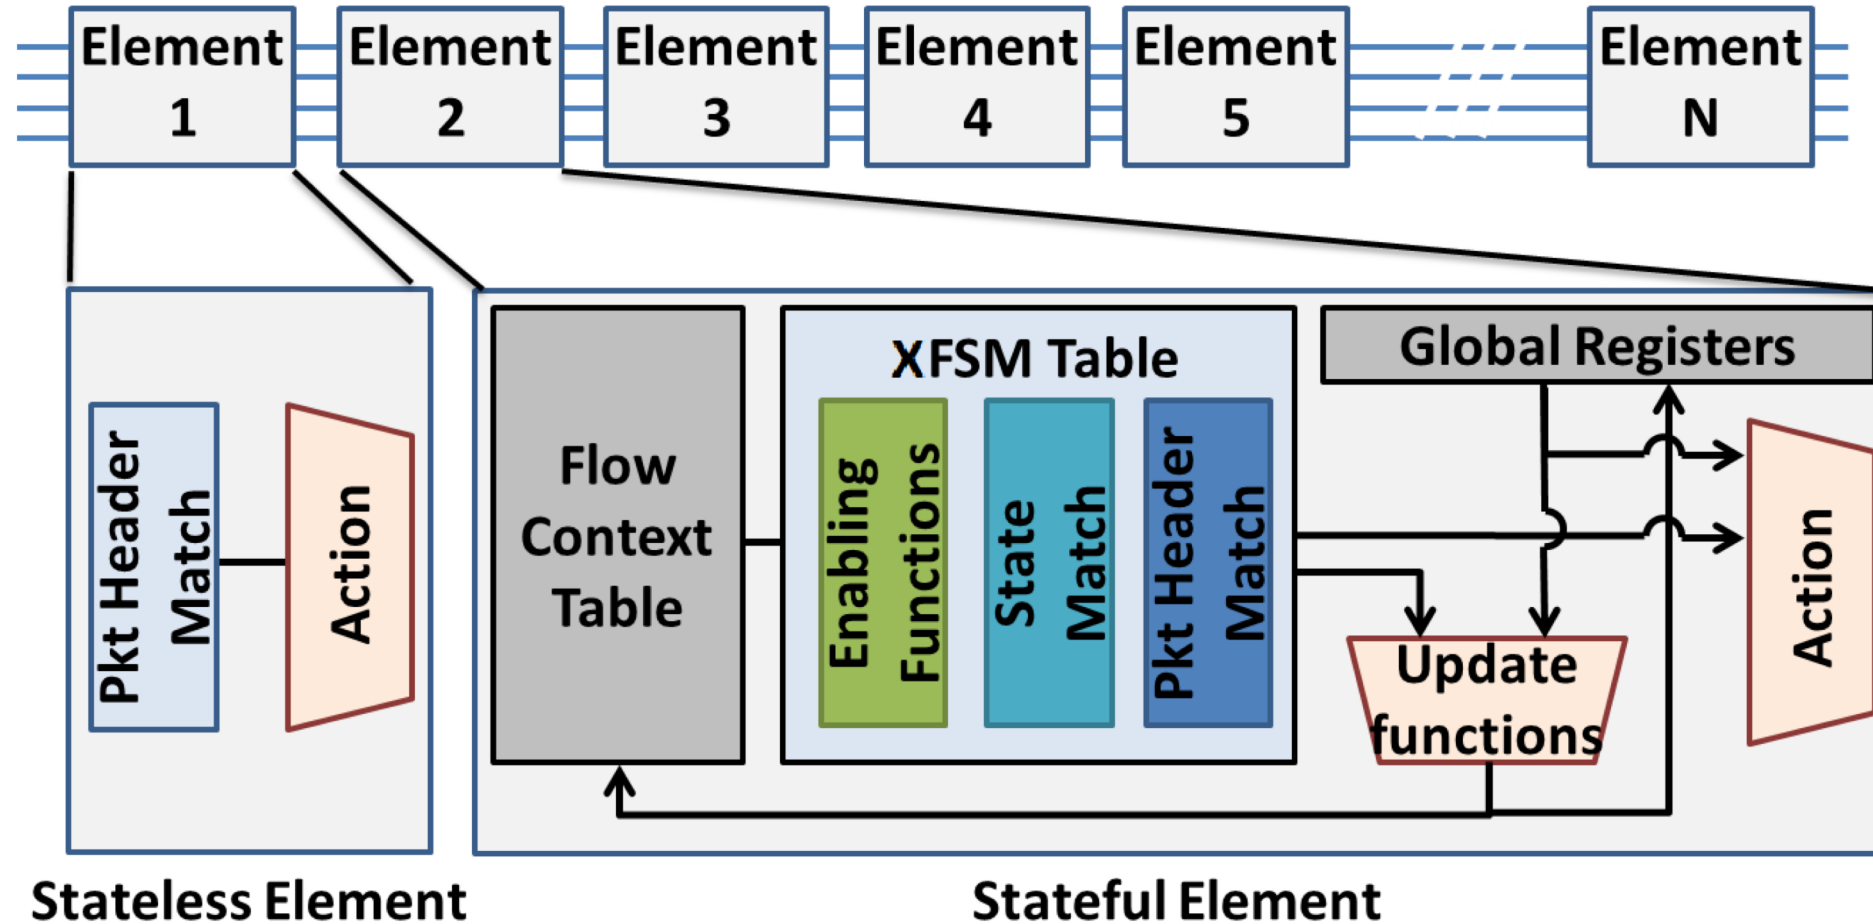 Element
1
Element
2
Element
3
Element
4
Element
5
Element
N
Pkt Header
Match
Action
Stateless Element
Flow
Context
Table
XFSM Table
Enabling
Functions
State
Match
Pkt Header
Match
Global Registers
Update
functions
Action
Stateful Element